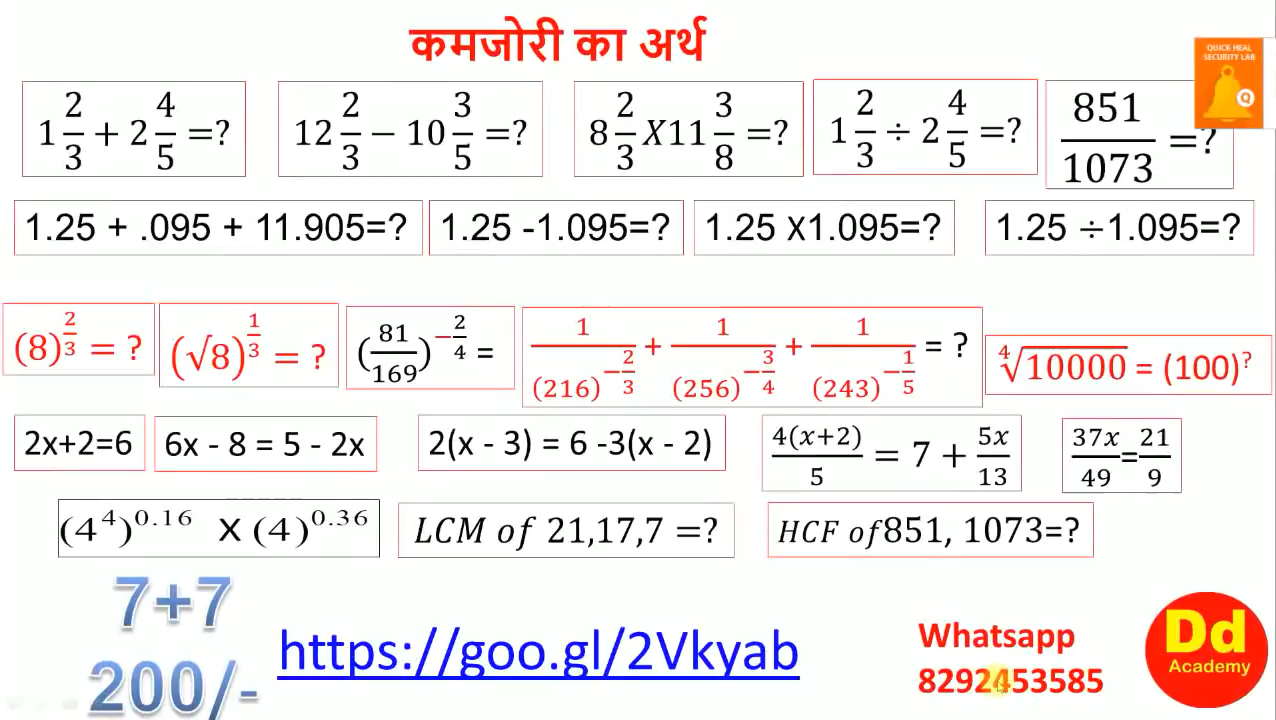 कमजोरी का अर्थ
QUICK HEAL
SECURITY LAB
1 2/3 + 2 4/5 =?
12 2/3 − 10 3/5 =?
8 2/3 X11 3/8 =?
1 2/3 ÷ 2 4/5 =?
851/1073 =?
1.25 + .095 + 11.905=?
1.25 -1.095=?
1.25 X1.095=?
1.25 ÷1.095=?
(8)^(2/3) = ?
(√8)^(1/3) = ?
(81/169)^(−2/4) =
1/(216)^(−2/3) + 1/(256)^(−3/4) + 1/(243)^(−1/5) = ?
∜10000 = (100)^?
2x+2=6
6x - 8 = 5 - 2x
2(x - 3) = 6 -3(x - 2)
4(x+2)/5 = 7 + 5x/13
37x/49=21/9
(4^4)^0.16 X (4)^0.36
LCM of 21,17,7 =?
HCF of851, 1073=?
7+7
200/-
https://goo.gl/2Vkyab
Whatsapp
8292453585
Dd
Academy